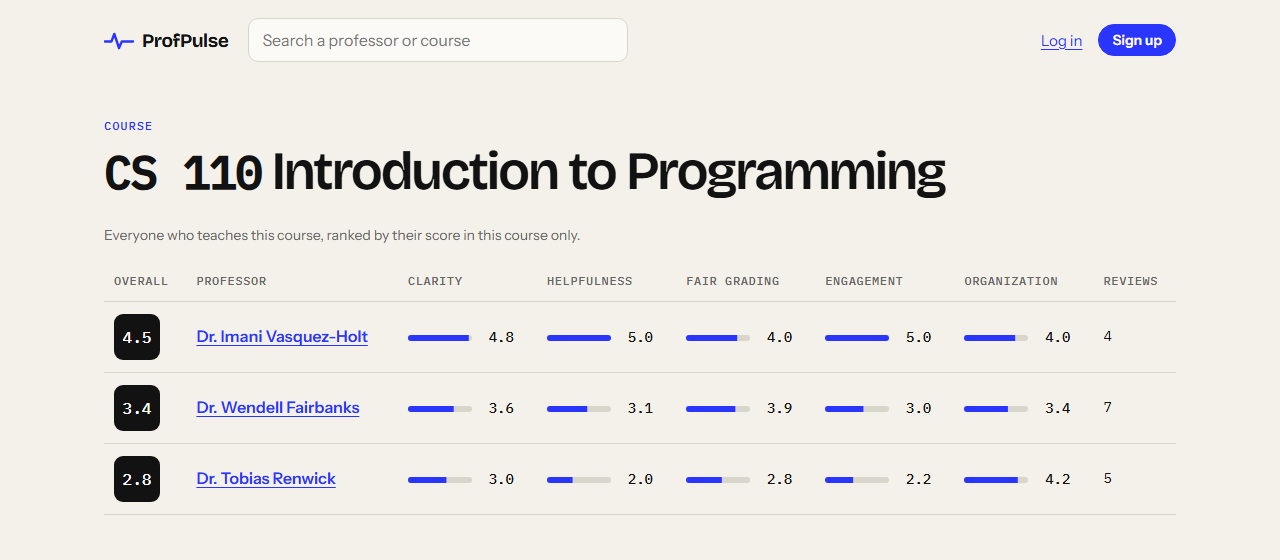 ProfPulse
Search a professor or course
Log in
Sign up
COURSE
CS 110 Introduction to Programming
Everyone who teaches this course, ranked by their score in this course only.
OVERALL PROFESSOR CLARITY HELPFULNESS FAIR GRADING ENGAGEMENT ORGANIZATION REVIEWS
4.5 Dr. Imani Vasquez-Holt 4.8 5.0 4.0 5.0 4.0 4
3.4 Dr. Wendell Fairbanks 3.6 3.1 3.9 3.0 3.4 7
2.8 Dr. Tobias Renwick 3.0 2.0 2.8 2.2 4.2 5